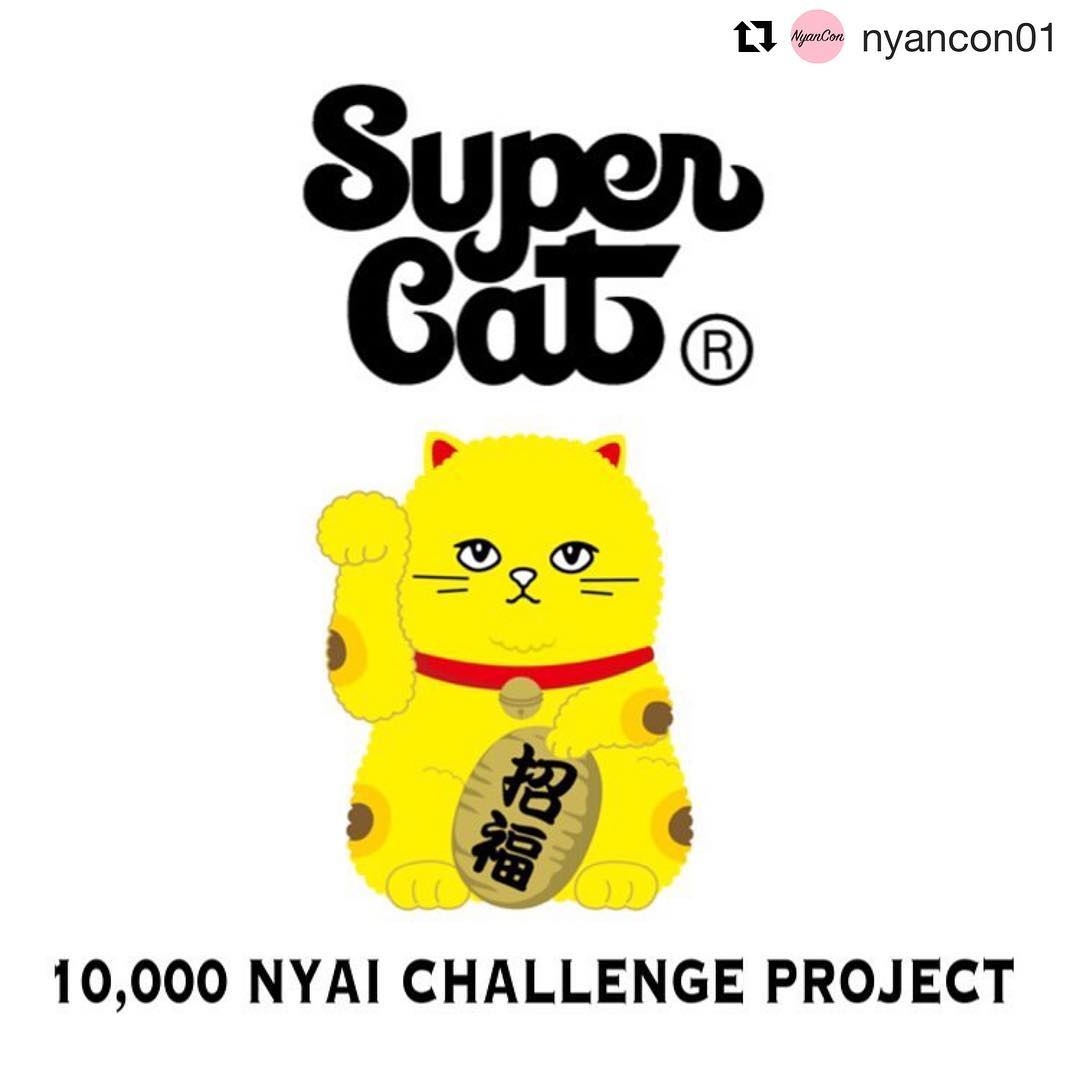 NyanCon nyancon01
Super
Cat ®
招
福
10,000 NYAI CHALLENGE PROJECT